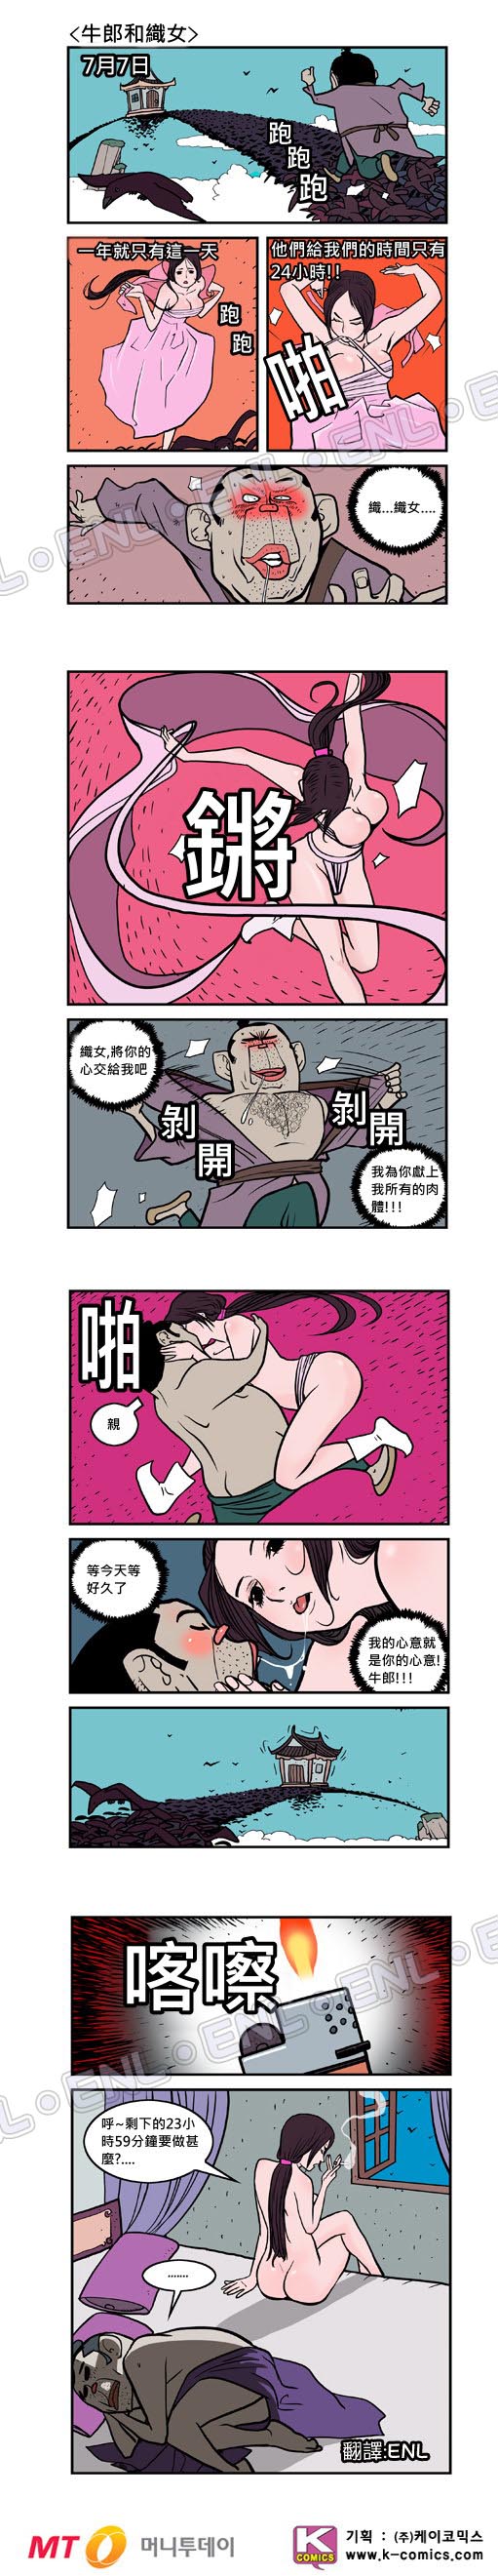 <牛郎和織女>
7月7日
跑
跑
跑
一年就只有這一天
跑
跑
他們給我們的時間只有
24小時!!
啪
織...織女....
ENL
鏘
織女,將你的
心交給我吧
剝
開
剝
開
我為你獻上
我所有的肉
體!!!
啪
親
等今天等
好久了
我的心意就
是你的心意!
牛郎!!!
喀嚓
ENL
呼~剩下的23小
時59分鐘要做甚
麼?....
.......
翻譯:ENL
MT 머니투데이
K COMICS
기획 : (주)케이코믹스
www.k-comics.com